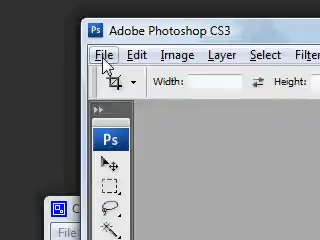 Ps Adobe Photoshop CS3
File Edit Image Layer Select Filter
Width: Height:
Ps
C
File